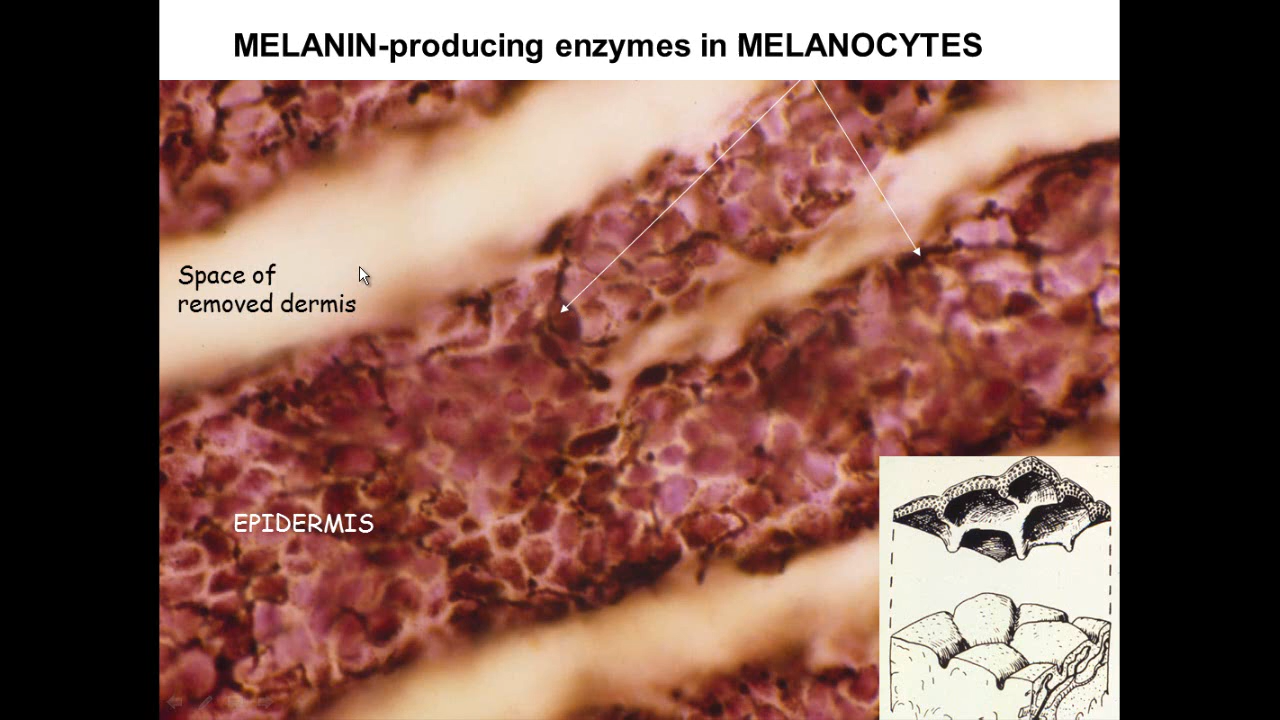 MELANIN-producing enzymes in MELANOCYTES
Space of
removed dermis
EPIDERMIS